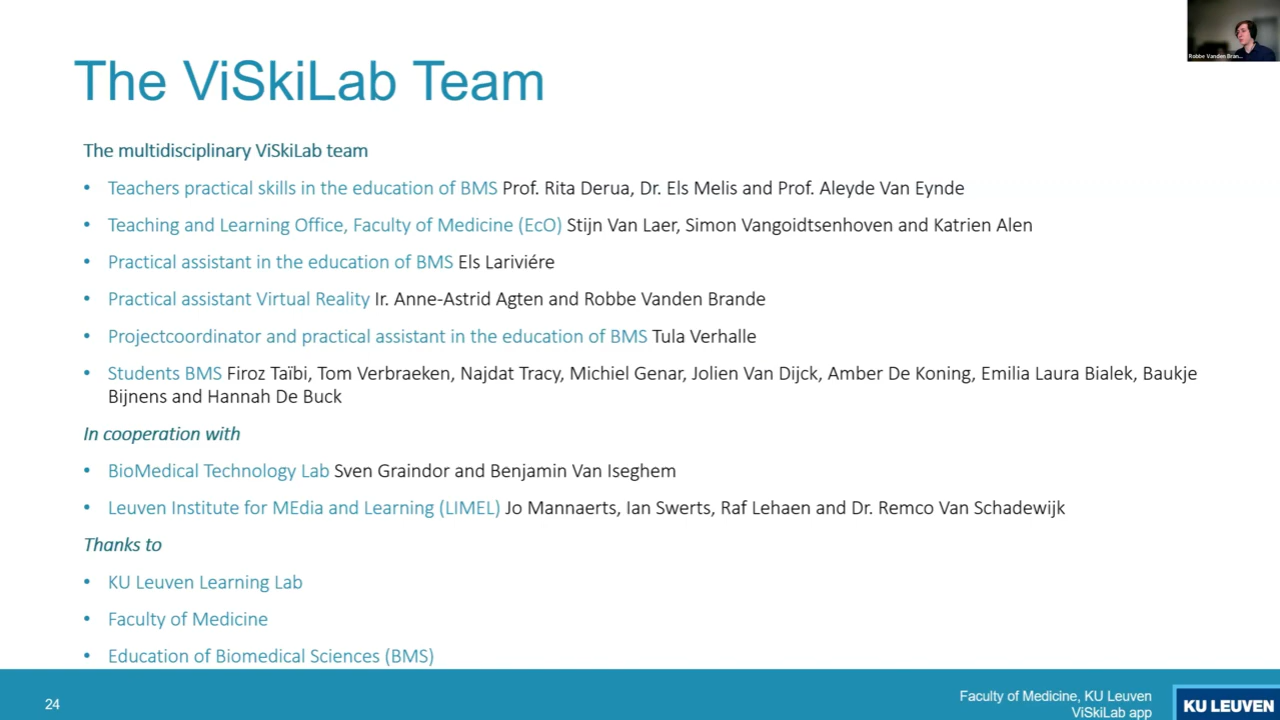 Robbe Vanden Bran...
The ViSkiLab Team
The multidisciplinary ViSkiLab team
• Teachers practical skills in the education of BMS Prof. Rita Derua, Dr. Els Melis and Prof. Aleyde Van Eynde
• Teaching and Learning Office, Faculty of Medicine (EcO) Stijn Van Laer, Simon Vangoidtsenhoven and Katrien Alen
• Practical assistant in the education of BMS Els Lariviére
• Practical assistant Virtual Reality Ir. Anne-Astrid Agten and Robbe Vanden Brande
• Projectcoordinator and practical assistant in the education of BMS Tula Verhalle
• Students BMS Firoz Taïbi, Tom Verbraeken, Najdat Tracy, Michiel Genar, Jolien Van Dijck, Amber De Koning, Emilia Laura Bialek, Baukje
Bijnens and Hannah De Buck
In cooperation with
• BioMedical Technology Lab Sven Graindor and Benjamin Van Iseghem
• Leuven Institute for MEdia and Learning (LIMEL) Jo Mannaerts, Ian Swerts, Raf Lehaen and Dr. Remco Van Schadewijk
Thanks to
• KU Leuven Learning Lab
• Faculty of Medicine
• Education of Biomedical Sciences (BMS)
24
Faculty of Medicine, KU Leuven
ViSkiLab app
KU LEUVEN